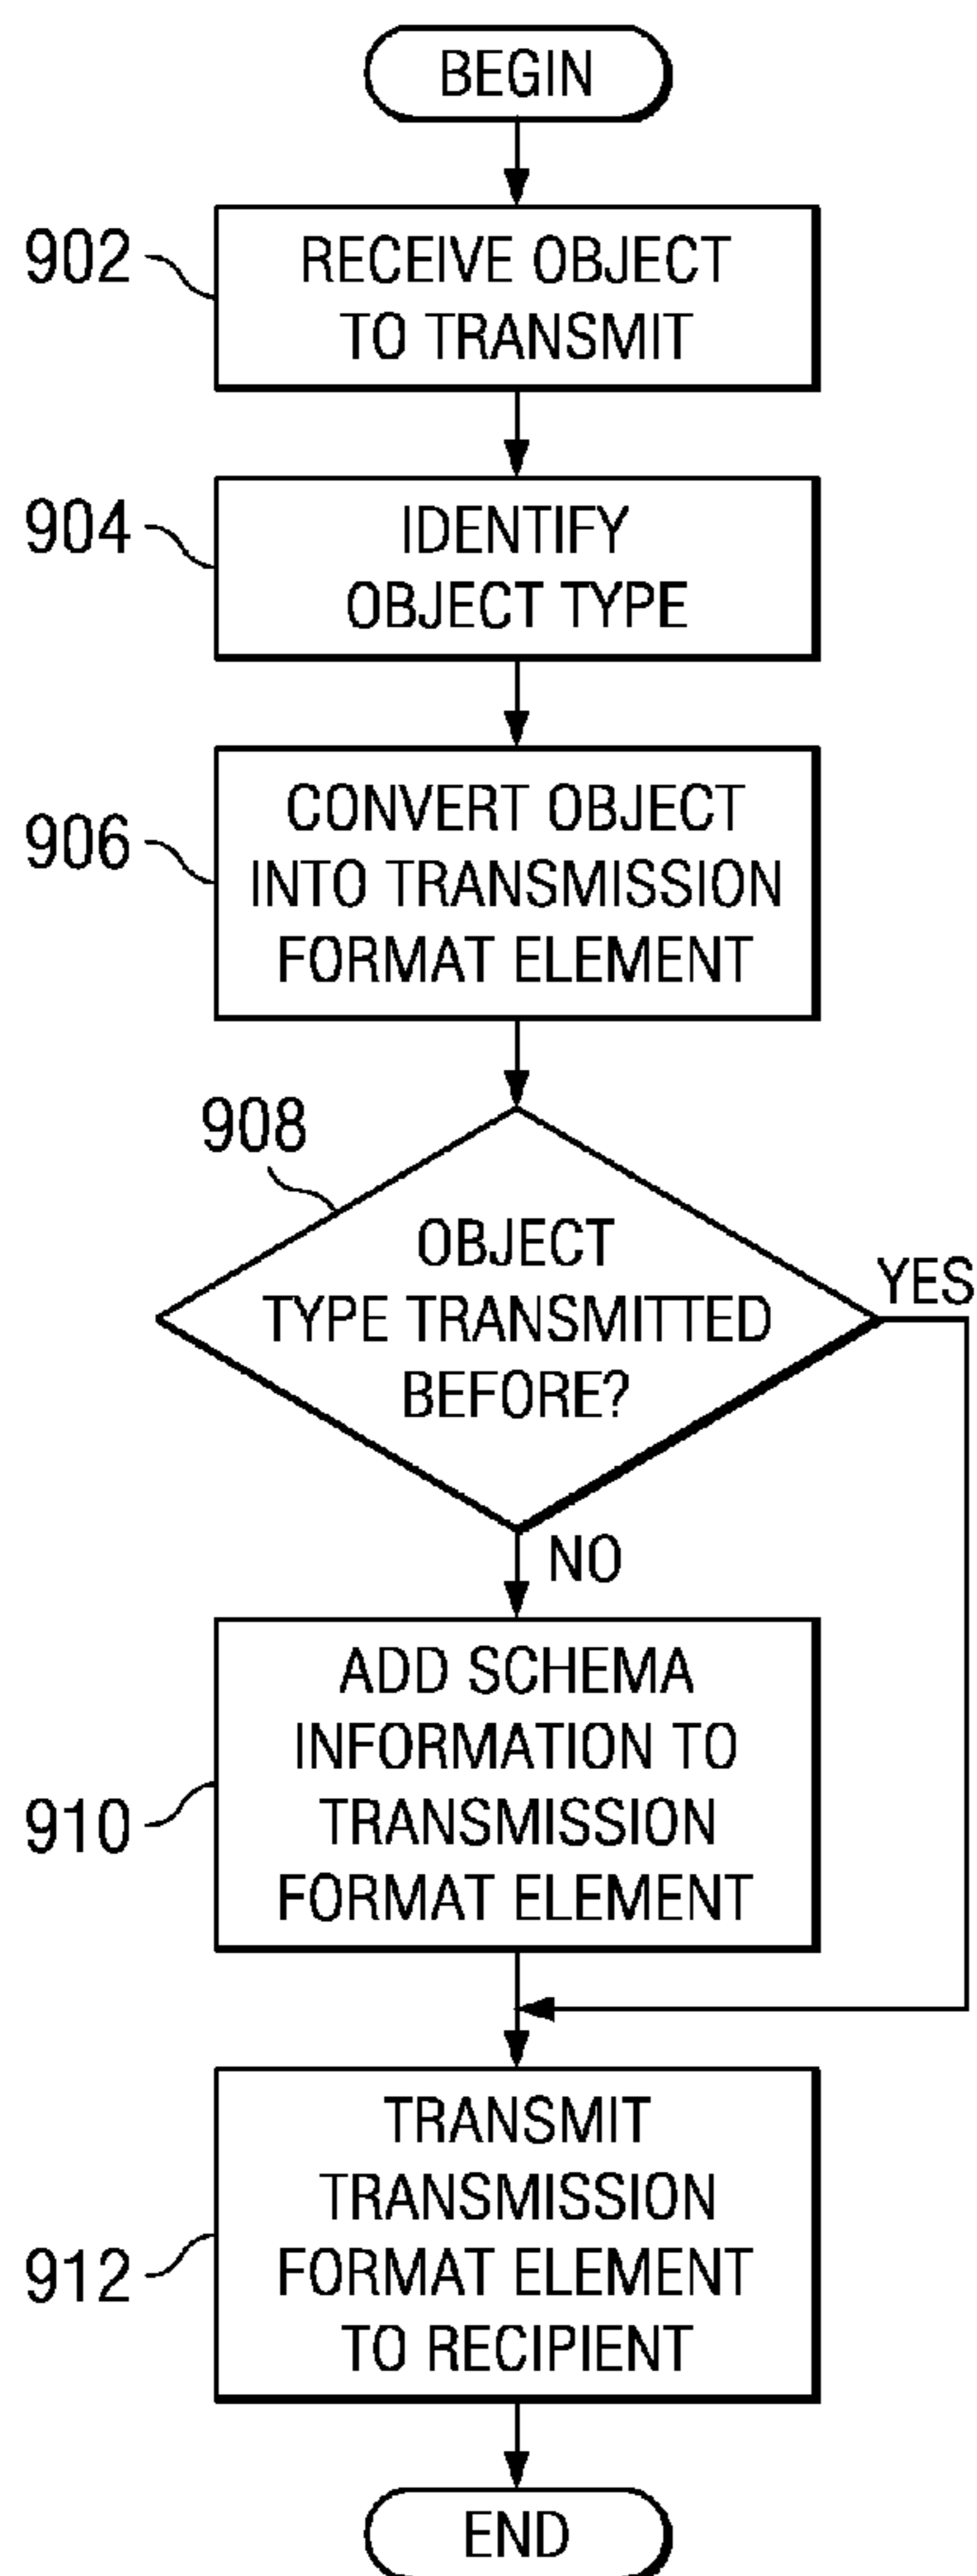 BEGIN
902
RECEIVE OBJECT
TO TRANSMIT
904
IDENTIFY
OBJECT TYPE
906
CONVERT OBJECT
INTO TRANSMISSION
FORMAT ELEMENT
908
OBJECT
TYPE TRANSMITTED
BEFORE?
YES
NO
910
ADD SCHEMA
INFORMATION TO
TRANSMISSION
FORMAT ELEMENT
912
TRANSMIT
TRANSMISSION
FORMAT ELEMENT
TO RECIPIENT
END